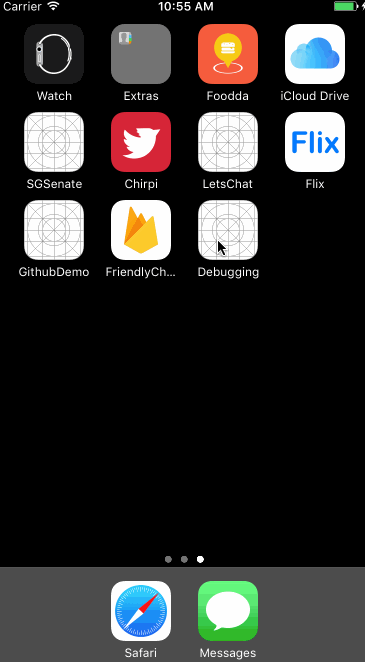 Carrier 10:55 AM
Watch Extras Foodda iCloud Drive
Flix
SGSenate Chirpi LetsChat Flix
GithubDemo FriendlyCh... Debugging
Safari Messages